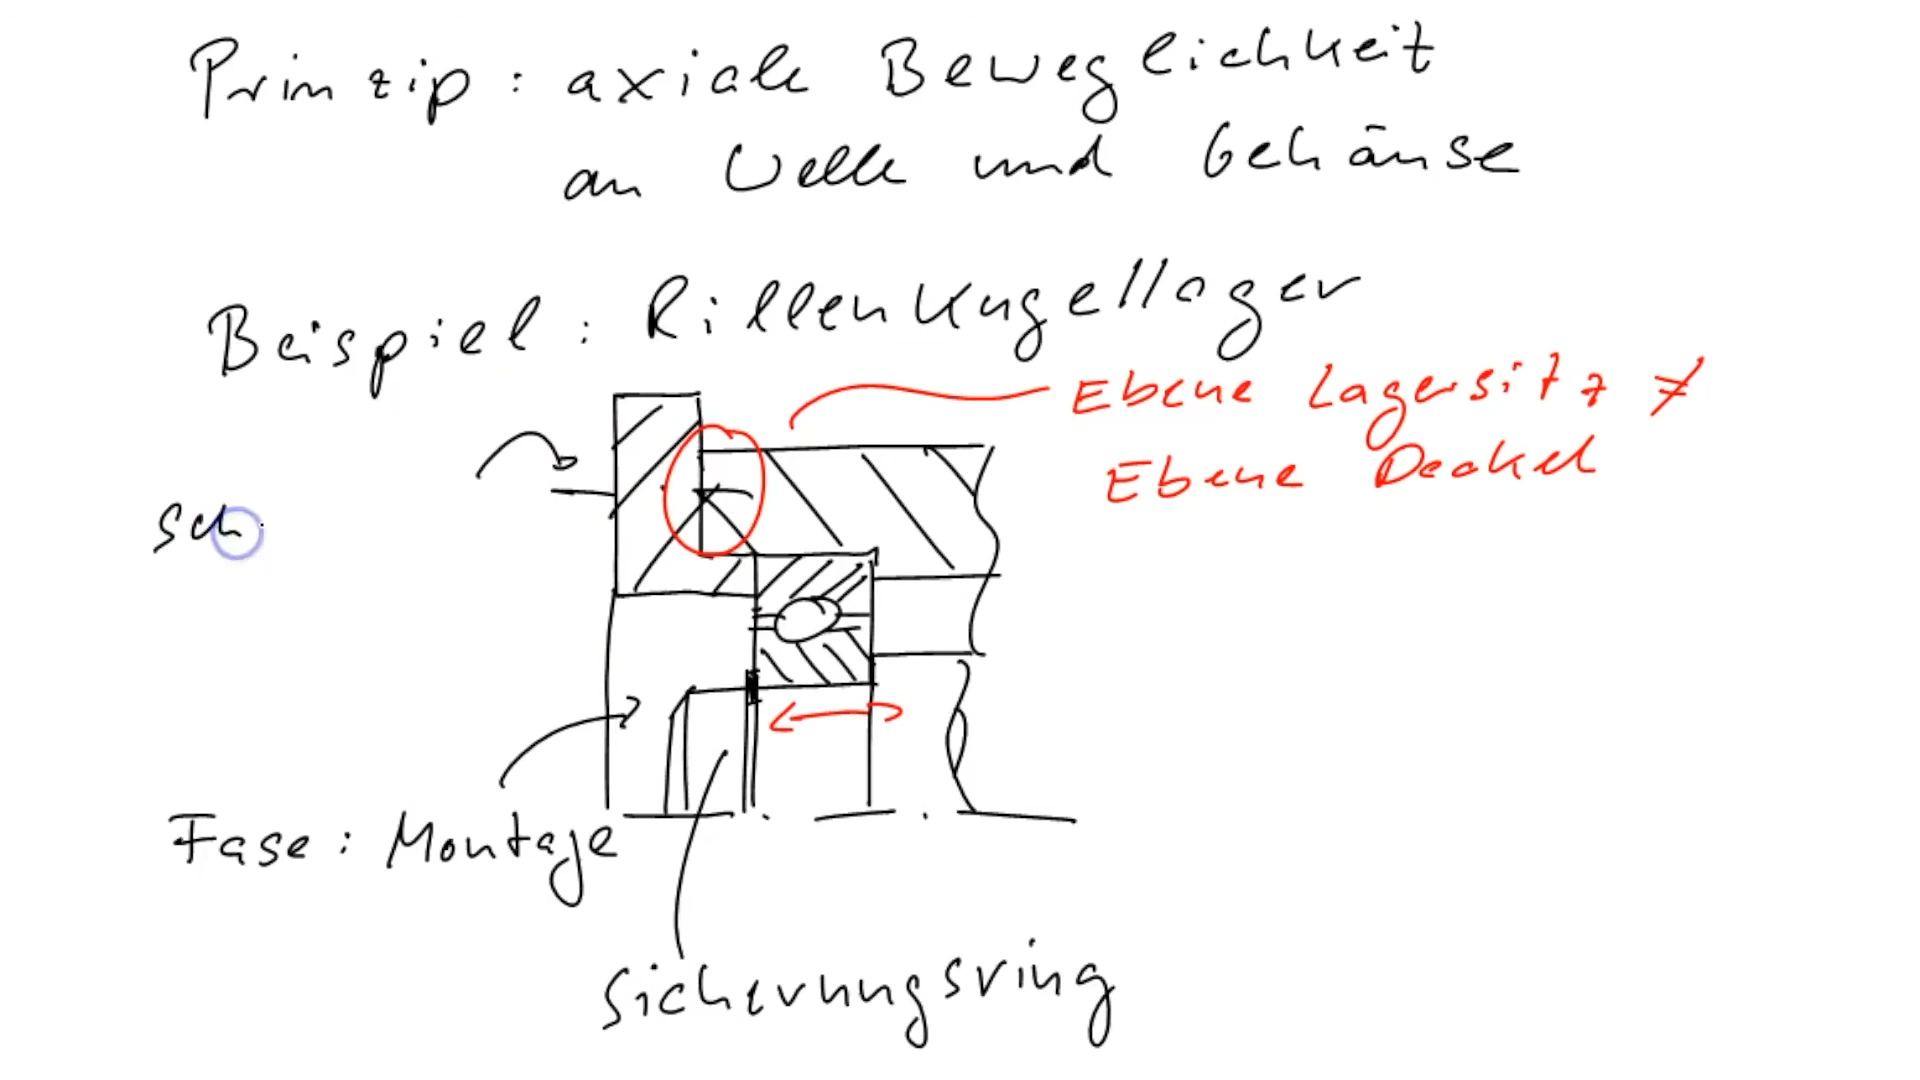 Prinzip: axiale Beweglichkeit
an Welle und Gehäuse
Beispiel: Rillenkugellager
Ebene Lagersitz ≠
Ebene Deckel
Sch
Fase: Montage
Sicherungsring